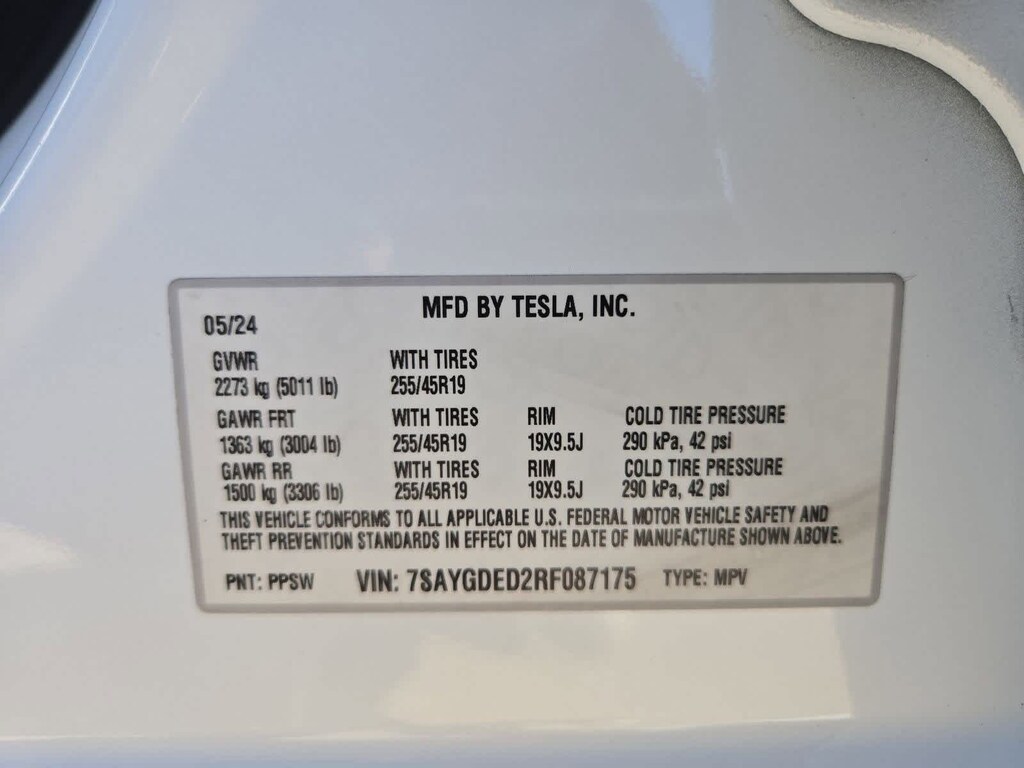 MFD BY TESLA, INC.
05/24
GVWR WITH TIRES
2273 kg (5011 lb) 255/45R19
GAWR FRT WITH TIRES RIM COLD TIRE PRESSURE
1363 kg (3004 lb) 255/45R19 19X9.5J 290 kPa, 42 psi
GAWR RR WITH TIRES RIM COLD TIRE PRESSURE
1500 kg (3306 lb) 255/45R19 19X9.5J 290 kPa, 42 psi
THIS VEHICLE CONFORMS TO ALL APPLICABLE U.S. FEDERAL MOTOR VEHICLE SAFETY AND
THEFT PREVENTION STANDARDS IN EFFECT ON THE DATE OF MANUFACTURE SHOWN ABOVE.
PNT: PPSW VIN: 7SAYGDED2RF087175 TYPE: MPV